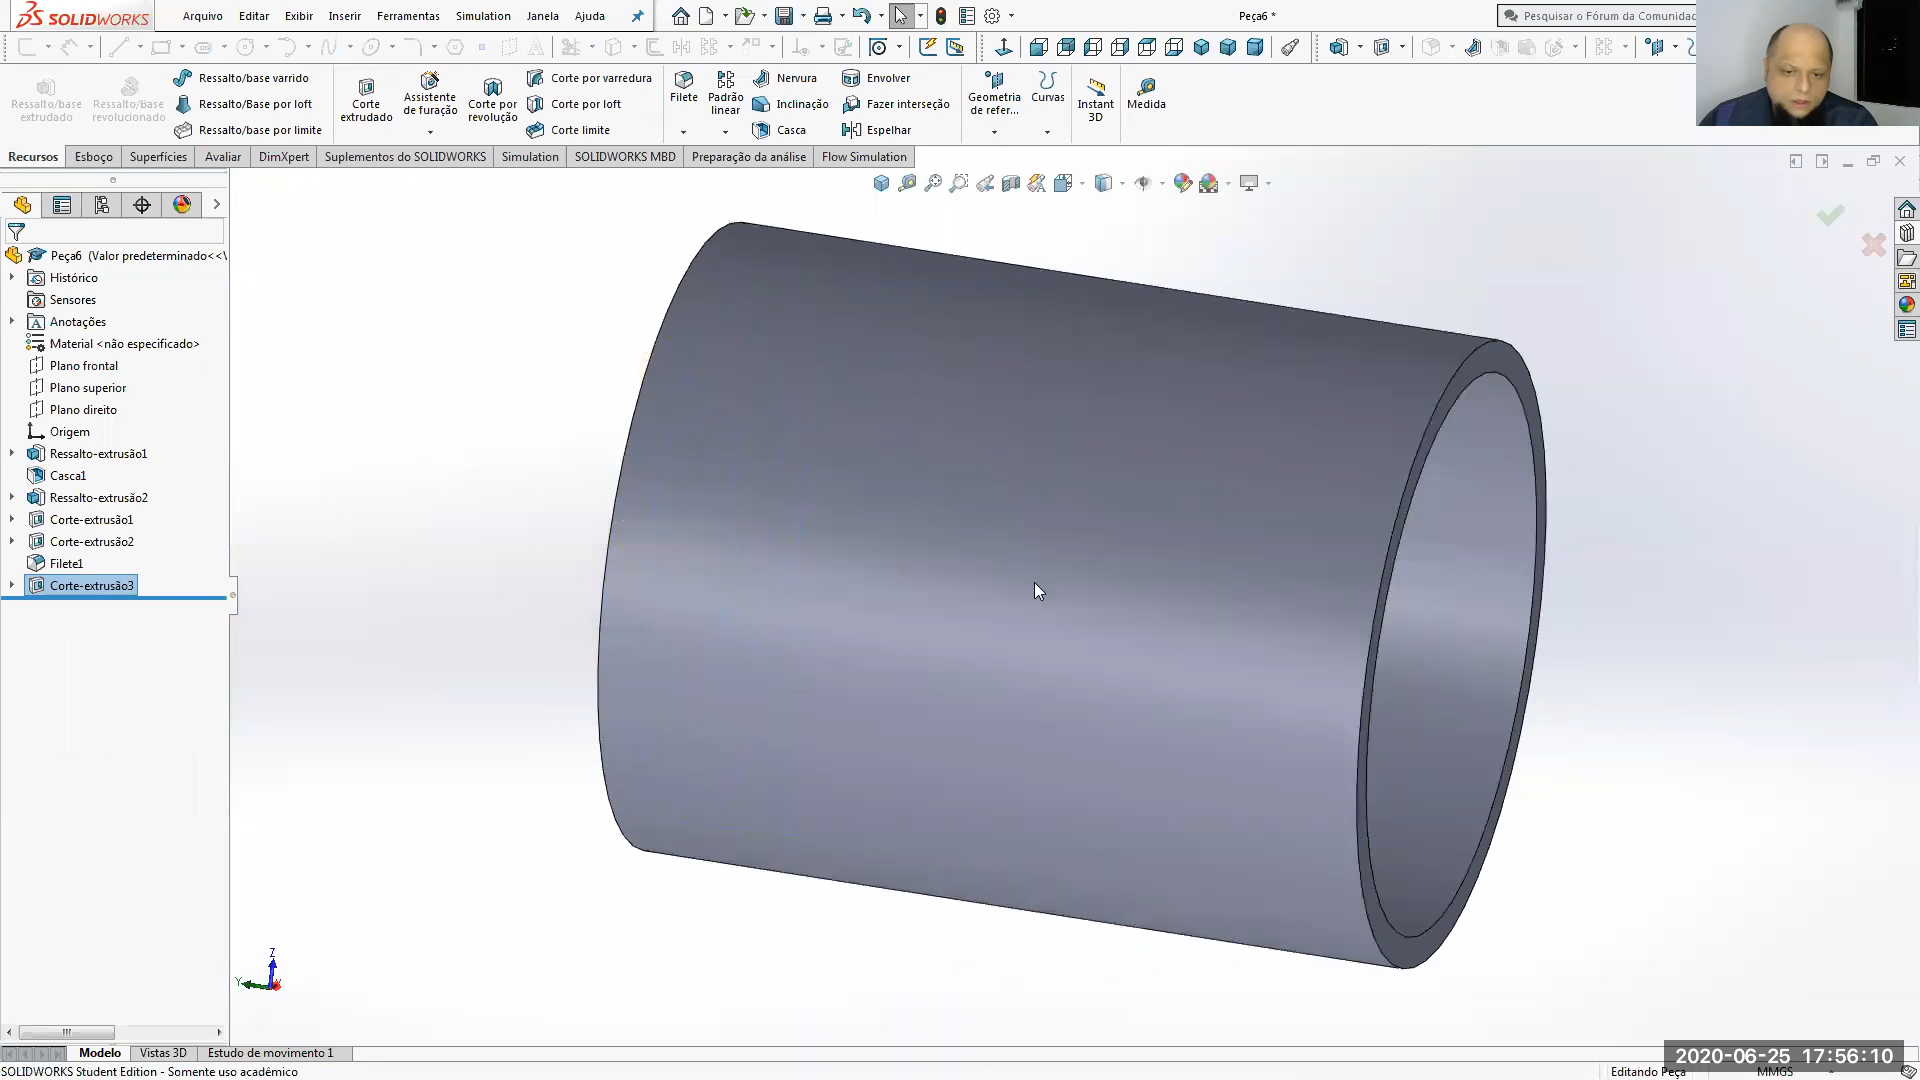 SOLIDWORKS
Arquivo Editar Exibir Inserir Ferramentas Simulation Janela Ajuda
Peça6 *
Pesquisar o Fórum da Comunidad
Ressalto/base extrudado
Ressalto/base revolucionado
Ressalto/base varrido
Ressalto/Base por loft
Ressalto/base por limite
Corte extrudado
Assistente de furação
Corte por revolução
Corte por varredura
Corte por loft
Corte limite
Filete
Padrão linear
Nervura
Inclinação
Casca
Envolver
Fazer interseção
Espelhar
Geometria de refer...
Curvas
Instant 3D
Medida
Recursos Esboço Superfícies Avaliar DimXpert Suplementos do SOLIDWORKS Simulation SOLIDWORKS MBD Preparação da análise Flow Simulation
Peça6 (Valor predeterminado<<\
Histórico
Sensores
Anotações
Material <não especificado>
Plano frontal
Plano superior
Plano direito
Origem
Ressalto-extrusão1
Casca1
Ressalto-extrusão2
Corte-extrusão1
Corte-extrusão2
Filete1
Corte-extrusão3
Z
Y
Modelo Vistas 3D Estudo de movimento 1
2020-06-25 17:56:10
SOLIDWORKS Student Edition - Somente uso acadêmico
Editando Peça
MMGS